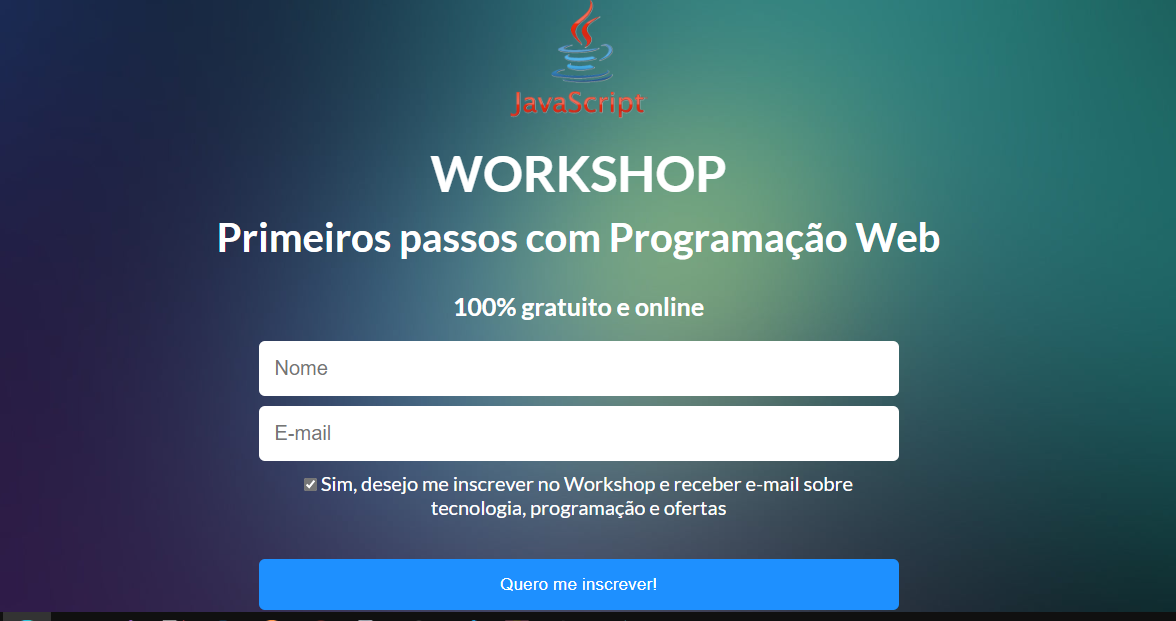 JavaScript
WORKSHOP
Primeiros passos com Programação Web
100% gratuito e online
Nome
E-mail
Sim, desejo me inscrever no Workshop e receber e-mail sobre
tecnologia, programação e ofertas
Quero me inscrever!